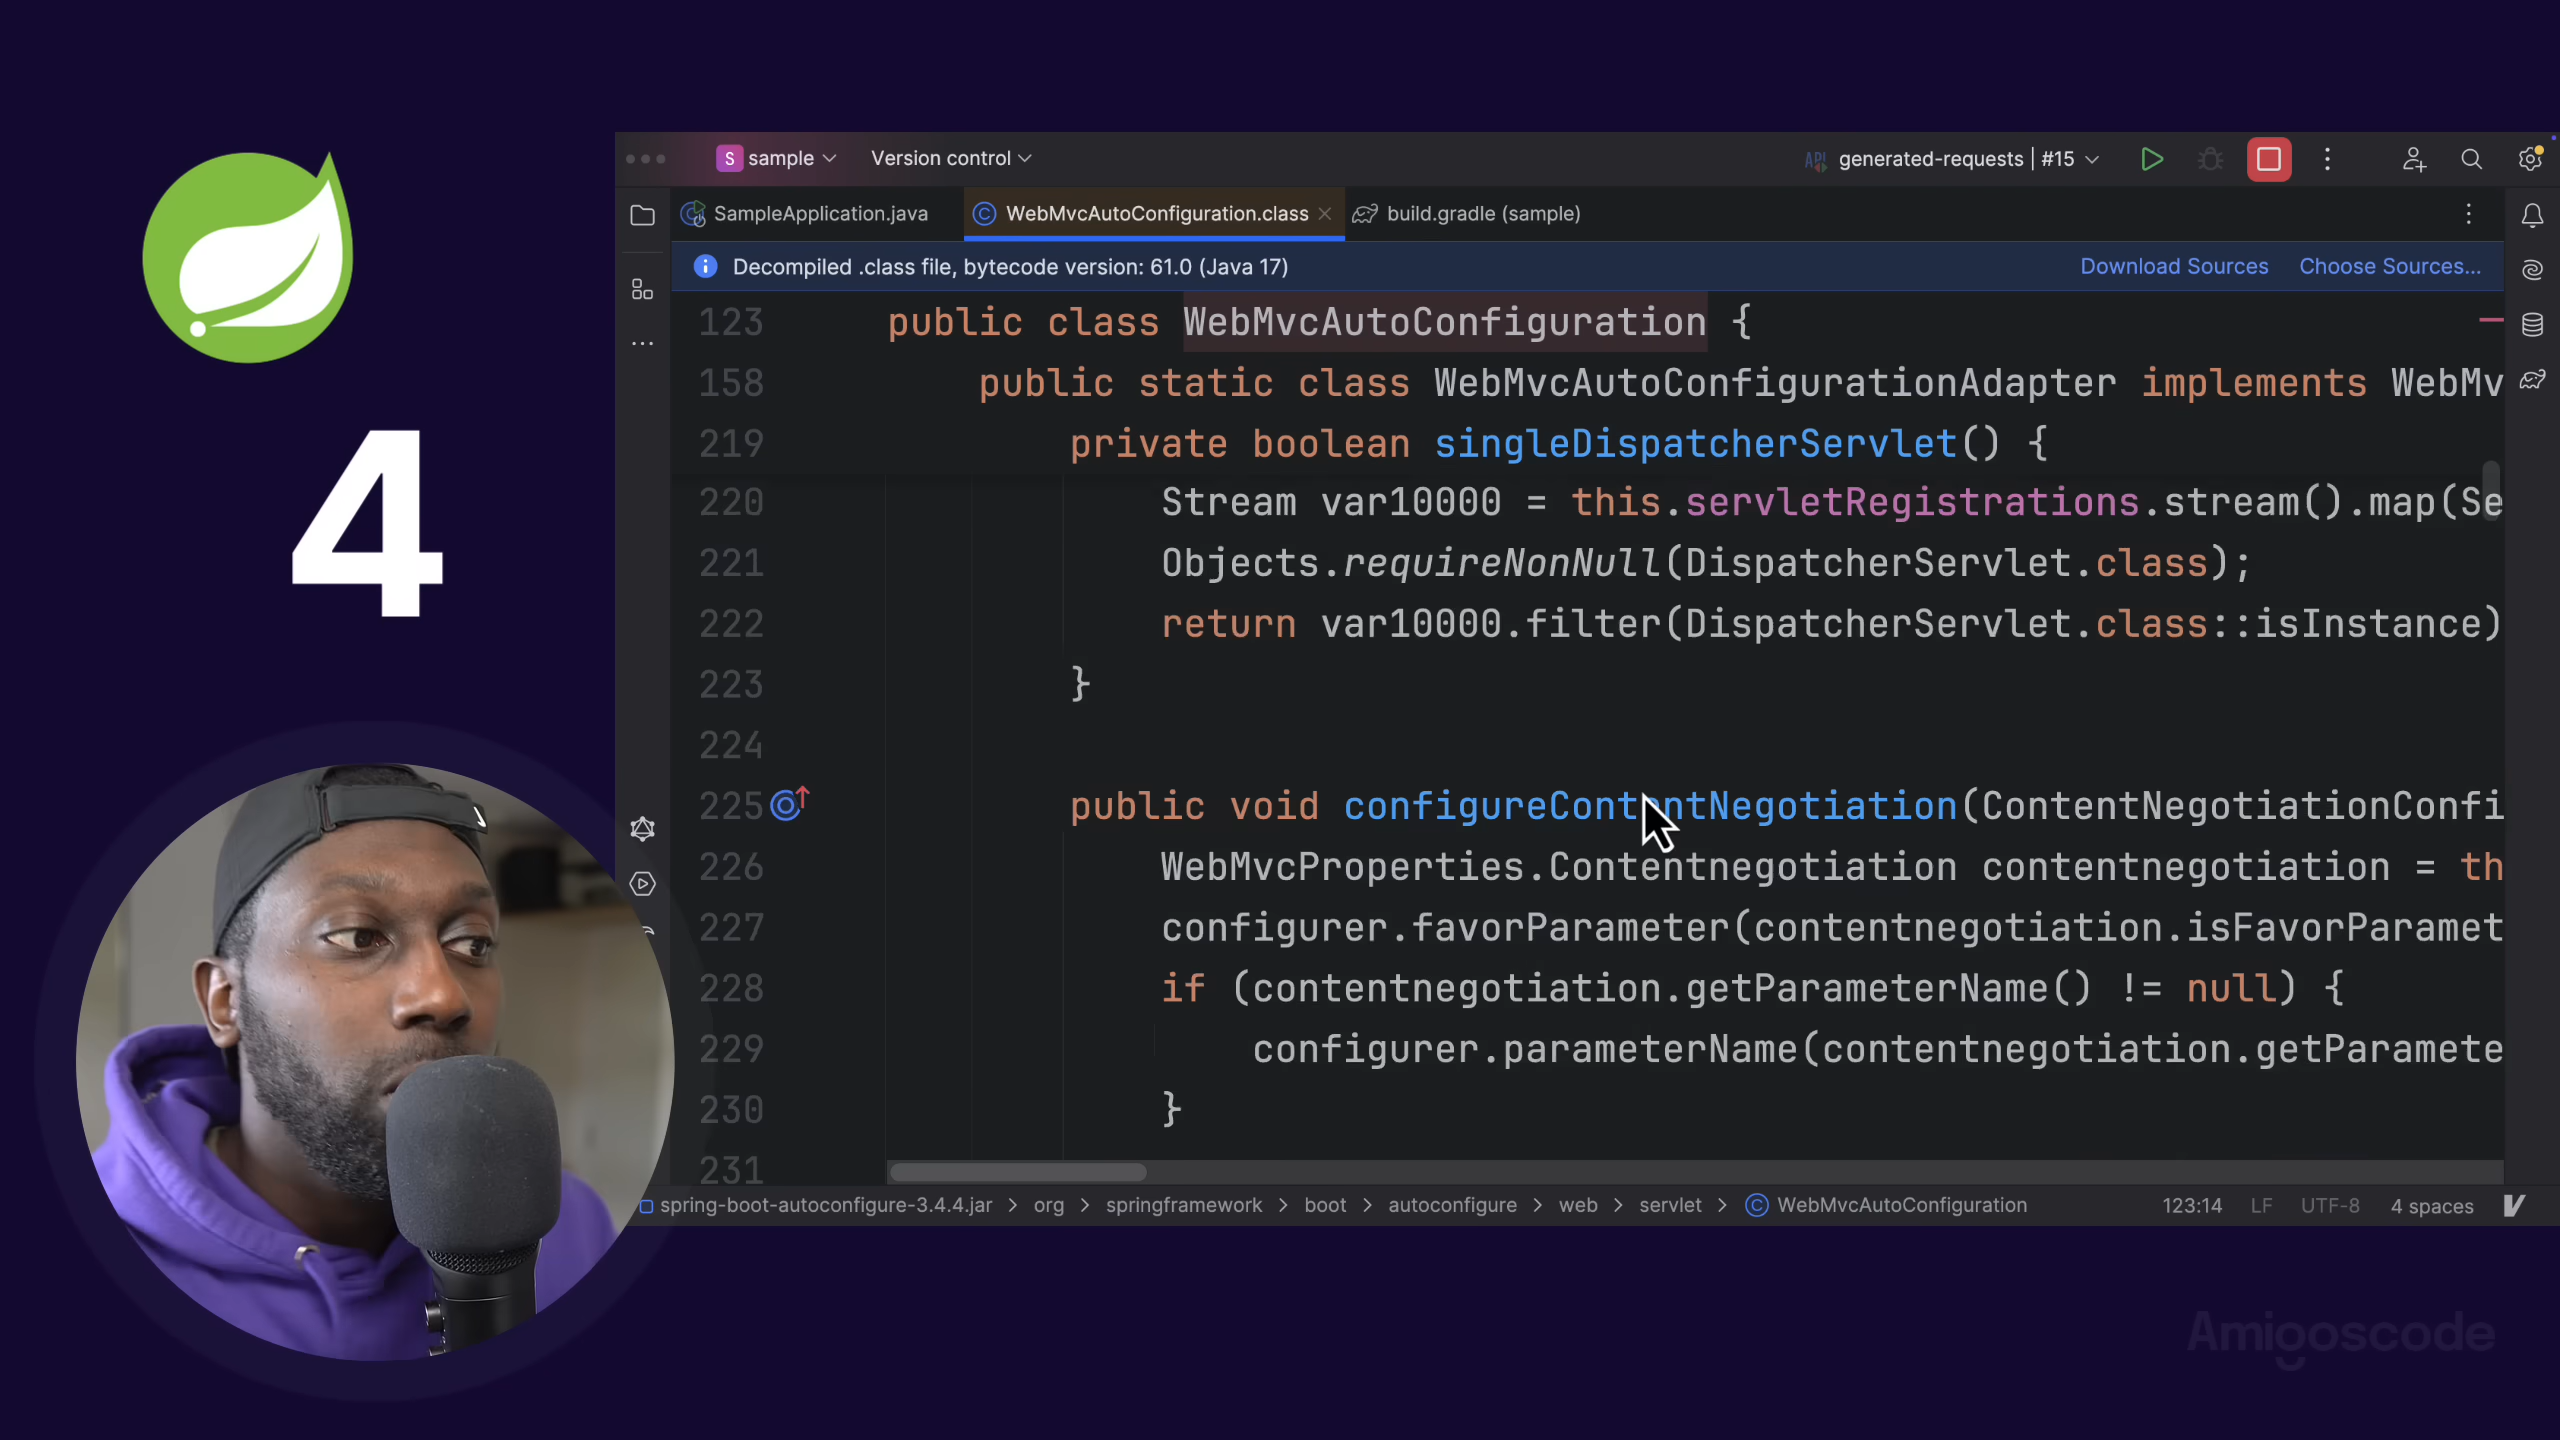 4
S sample
Version control
API generated-requests | #15
SampleApplication.java
WebMvcAutoConfiguration.class
build.gradle (sample)
Decompiled .class file, bytecode version: 61.0 (Java 17)
Download Sources
Choose Sources...
123 public class WebMvcAutoConfiguration {
158 public static class WebMvcAutoConfigurationAdapter implements WebMv
219 private boolean singleDispatcherServlet() {
220 Stream var10000 = this.servletRegistrations.stream().map(Se
221 Objects.requireNonNull(DispatcherServlet.class);
222 return var10000.filter(DispatcherServlet.class::isInstance)
223 }
224
225 public void configureContentNegotiation(ContentNegotiationConfi
226 WebMvcProperties.Contentnegotiation contentnegotiation = th
227 configurer.favorParameter(contentnegotiation.isFavorParamet
228 if (contentnegotiation.getParameterName() != null) {
229 configurer.parameterName(contentnegotiation.getParamete
230 }
231
spring-boot-autoconfigure-3.4.4.jar > org > springframework > boot > autoconfigure > web > servlet > WebMvcAutoConfiguration
123:14 LF UTF-8 4 spaces
Amigoscode